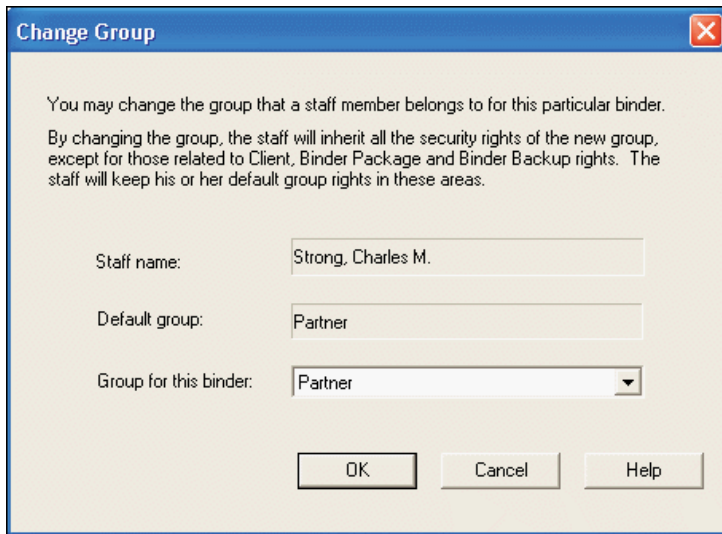 Change Group
You may change the group that a staff member belongs to for this particular binder.
By changing the group, the staff will inherit all the security rights of the new group,
except for those related to Client, Binder Package and Binder Backup rights.  The
staff will keep his or her default group rights in these areas.
Staff name: Strong, Charles M.
Default group: Partner
Group for this binder: Partner
OK Cancel Help